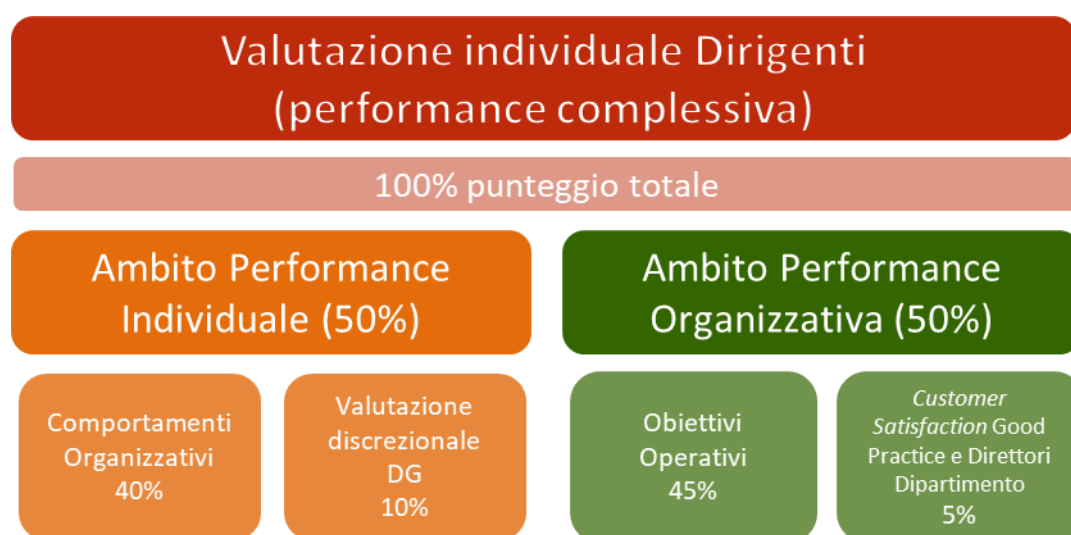 Valutazione individuale Dirigenti
(performance complessiva)
100% punteggio totale
Ambito Performance
Individuale (50%)
Ambito Performance
Organizzativa (50%)
Comportamenti
Organizzativi
40%
Valutazione
discrezionale
DG
10%
Obiettivi
Operativi
45%
Customer
Satisfaction Good
Practice e Direttori
Dipartimento
5%